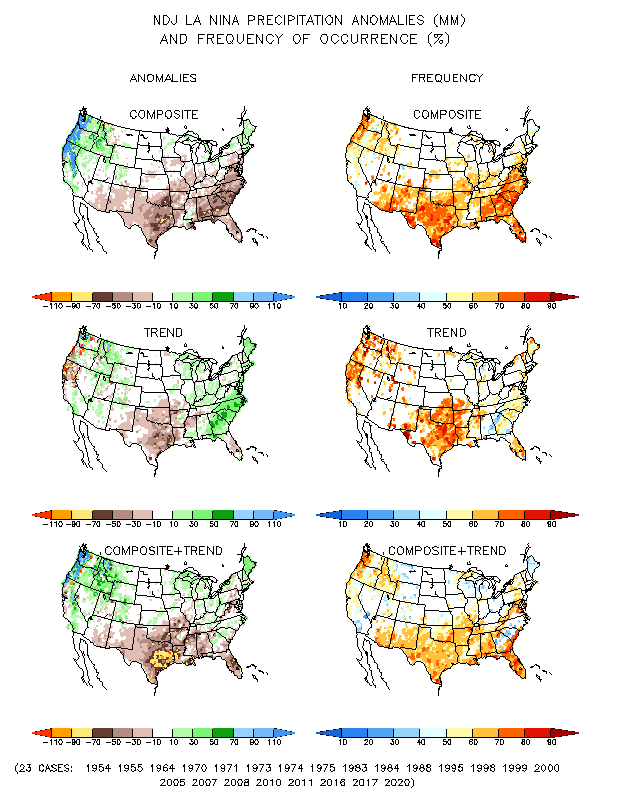 NDJ LA NINA PRECIPITATION ANOMALIES (MM)
AND FREQUENCY OF OCCURRENCE (%)
ANOMALIES FREQUENCY
COMPOSITE COMPOSITE
-110 -90 -70 -50 -30 -10 10 30 50 70 90 110 10 20 30 40 50 60 70 80 90
TREND TREND
-110 -90 -70 -50 -30 -10 10 30 50 70 90 110 10 20 30 40 50 60 70 80 90
COMPOSITE+TREND COMPOSITE+TREND
-110 -90 -70 -50 -30 -10 10 30 50 70 90 110 10 20 30 40 50 60 70 80 90
(23 CASES: 1954 1955 1964 1970 1971 1973 1974 1975 1983 1984 1988 1995 1998 1999 2000
2005 2007 2008 2010 2011 2016 2017 2020)